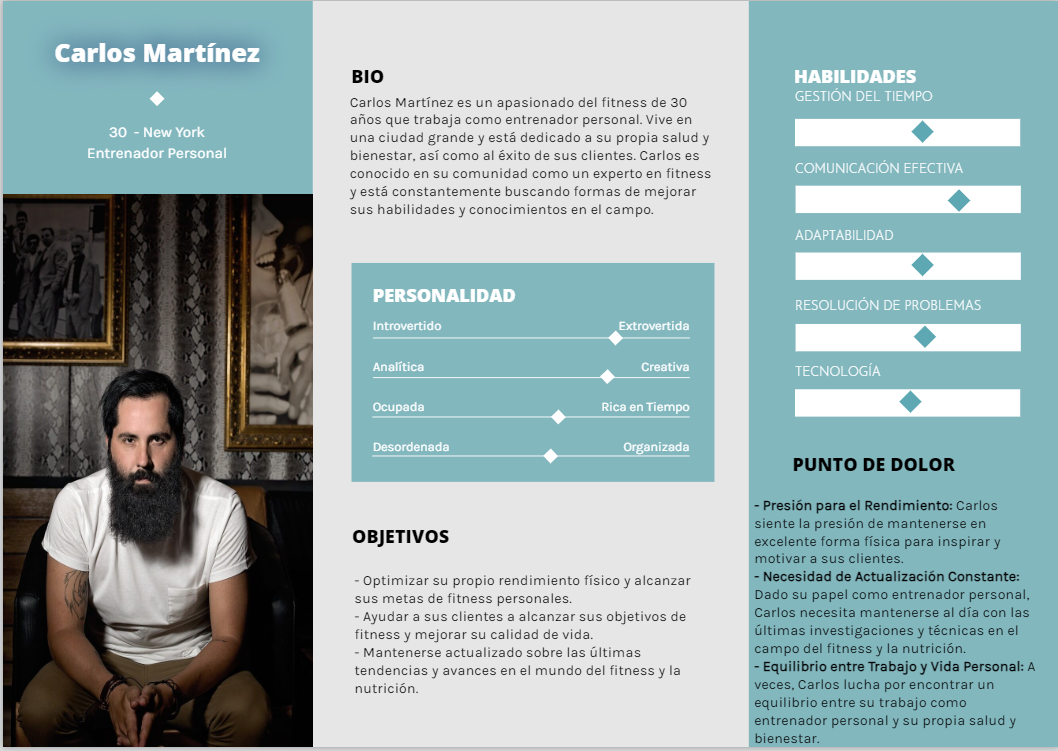 Carlos Martínez
30 - New York
Entrenador Personal
BIO
Carlos Martínez es un apasionado del fitness de 30
años que trabaja como entrenador personal. Vive en
una ciudad grande y está dedicado a su propia salud y
bienestar, así como al éxito de sus clientes. Carlos es
conocido en su comunidad como un experto en fitness
y está constantemente buscando formas de mejorar
sus habilidades y conocimientos en el campo.
PERSONALIDAD
Introvertido Extrovertida
Analítica Creativa
Ocupada Rica en Tiempo
Desordenada Organizada
OBJETIVOS
- Optimizar su propio rendimiento físico y alcanzar
sus metas de fitness personales.
- Ayudar a sus clientes a alcanzar sus objetivos de
fitness y mejorar su calidad de vida.
- Mantenerse actualizado sobre las últimas
tendencias y avances en el mundo del fitness y la
nutrición.
HABILIDADES
GESTIÓN DEL TIEMPO
COMUNICACIÓN EFECTIVA
ADAPTABILIDAD
RESOLUCIÓN DE PROBLEMAS
TECNOLOGÍA
PUNTO DE DOLOR
- Presión para el Rendimiento: Carlos
siente la presión de mantenerse en
excelente forma física para inspirar y
motivar a sus clientes.
- Necesidad de Actualización Constante:
Dado su papel como entrenador personal,
Carlos necesita mantenerse al día con las
últimas investigaciones y técnicas en el
campo del fitness y la nutrición.
- Equilibrio entre Trabajo y Vida Personal: A
veces, Carlos lucha por encontrar un
equilibrio entre su trabajo como
entrenador personal y su propia salud y
bienestar.